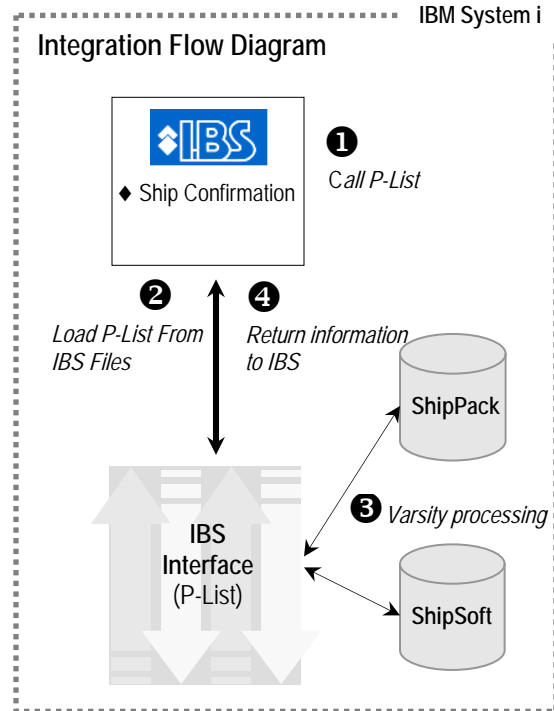 IBM System i
Integration Flow Diagram
IBS
❶
♦ Ship Confirmation
Call P-List
❷
❹
Load P-List From
IBS Files
Return information
to IBS
ShipPack
❸ Varsity processing
IBS
Interface
(P-List)
ShipSoft